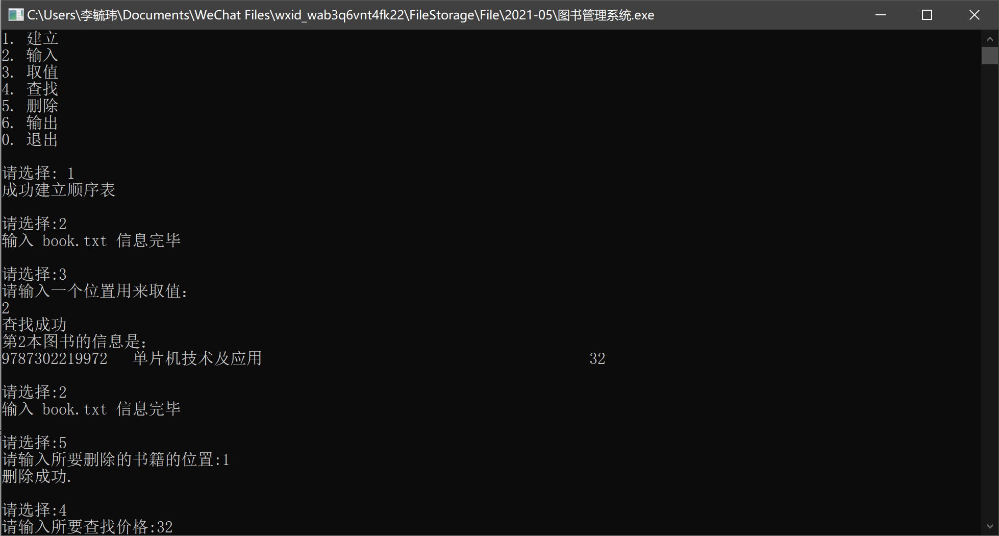 C:\Users\李毓玮\Documents\WeChat Files\wxid_wab3q6vnt4fk22\FileStorage\File\2021-05\图书管理系统.exe
1. 建立
2. 输入
3. 取值
4. 查找
5. 删除
6. 输出
0. 退出
请选择: 1
成功建立顺序表
请选择:2
输入 book.txt 信息完毕
请选择:3
请输入一个位置用来取值：
2
查找成功
第2本图书的信息是：
9787302219972 单片机技术及应用 32
请选择:2
输入 book.txt 信息完毕
请选择:5
请输入所要删除的书籍的位置:1
删除成功.
请选择:4
请输入所要查找价格:32